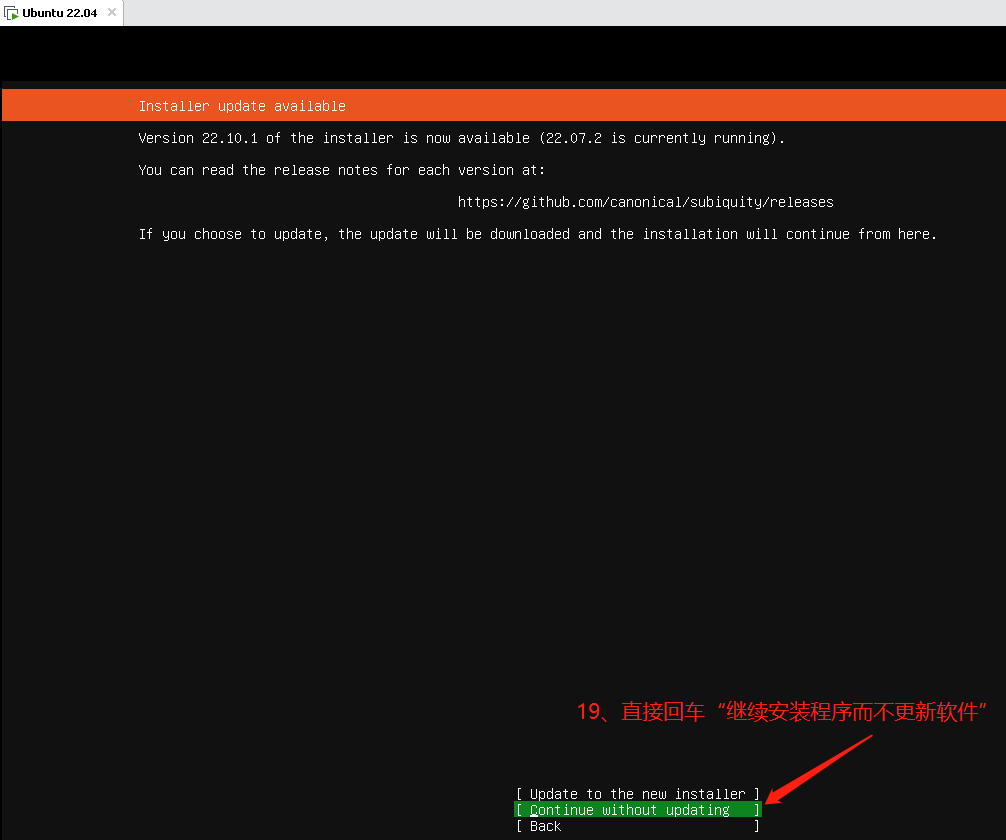 Ubuntu 22.04
Installer update available
Version 22.10.1 of the installer is now available (22.07.2 is currently running).
You can read the release notes for each version at:
https://github.com/canonical/subiquity/releases
If you choose to update, the update will be downloaded and the installation will continue from here.
19、直接回车“继续安装程序而不更新软件”
[ Update to the new installer ]
[ Continue without updating ]
[ Back ]